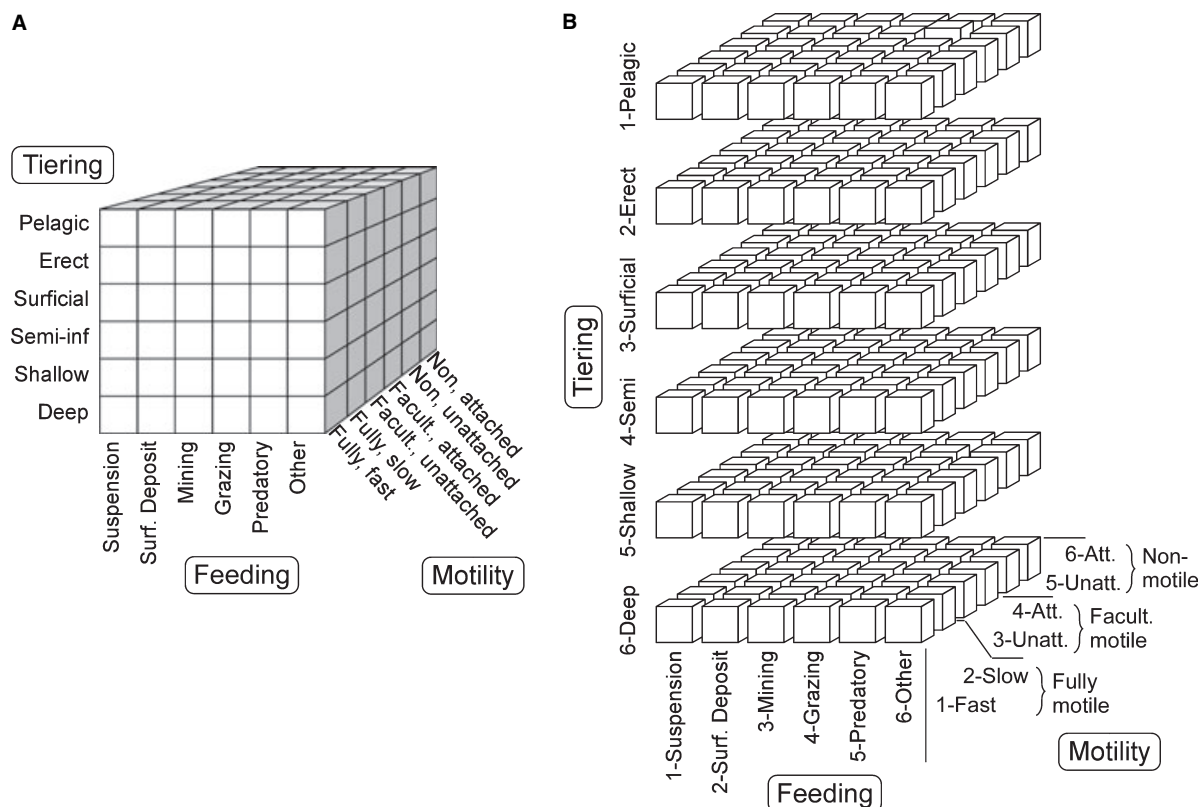 A
Tiering
Pelagic
Erect
Surficial
Semi-inf
Shallow
Deep
Suspension
Surf. Deposit
Mining
Grazing
Predatory
Other
Feeding
Non, attached
Non, unattached
Facult., attached
Facult., unattached
Fully, slow
Fully, fast
Motility
B
1-Pelagic
2-Erect
3-Surficial
4-Semi
5-Shallow
6-Deep
Tiering
1-Suspension
2-Surf. Deposit
3-Mining
4-Grazing
5-Predatory
6-Other
Feeding
6-Att.
5-Unatt.
Non-
motile
4-Att.
3-Unatt.
Facult.
motile
2-Slow
1-Fast
Fully
motile
Motility